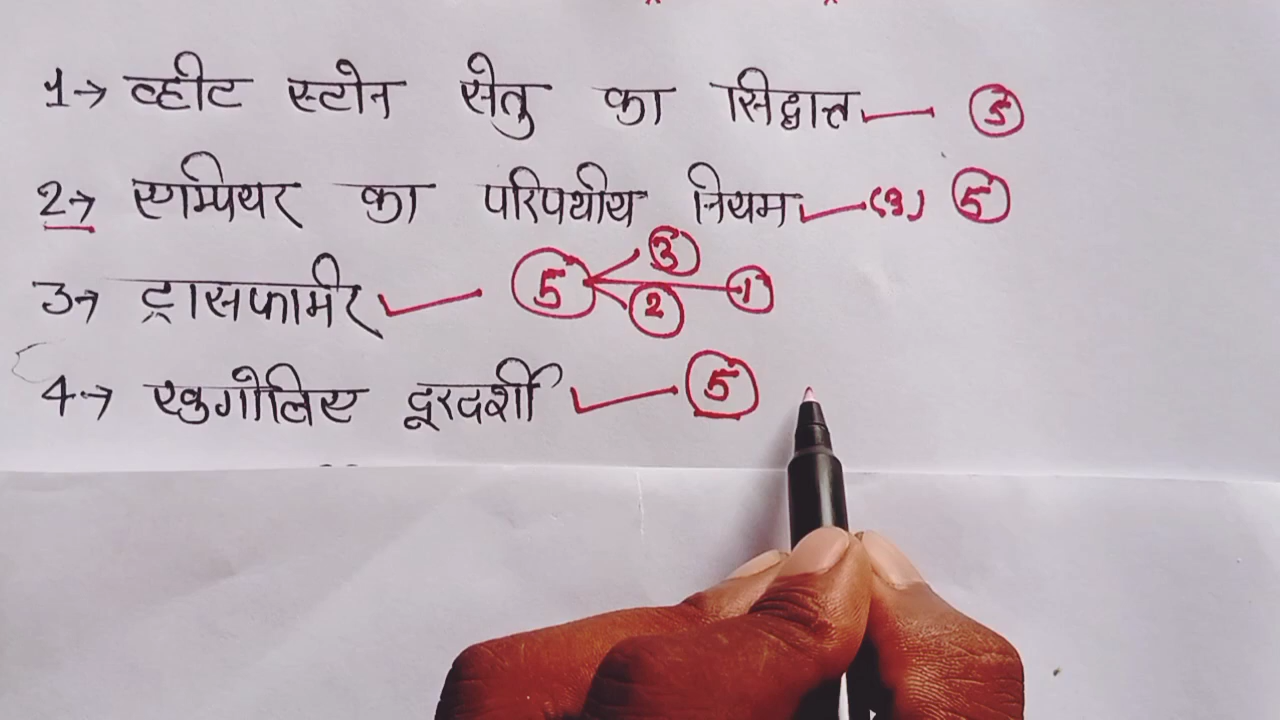 1→ व्हीट स्टोन सेतु का सिद्धान्त — 5
2→ एम्पियर का परिपथीय नियम — (3) 5
3→ ट्रासफार्मर — 5 3 2 1
4→ दूरदर्शी — 5